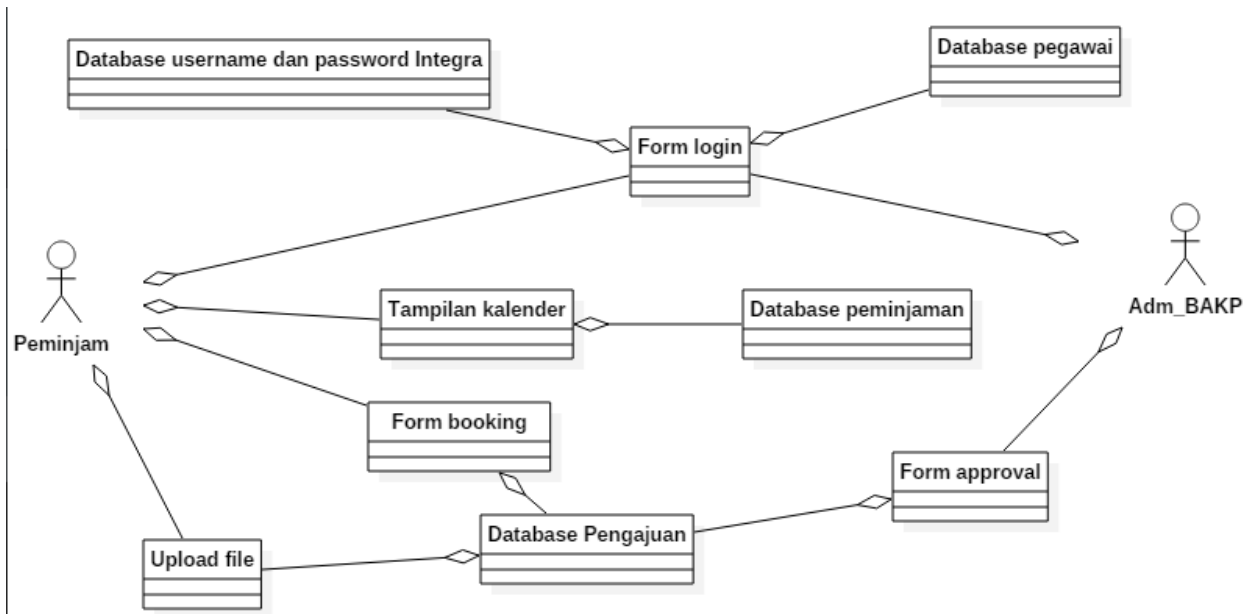 Database username dan password Integra
Database pegawai
Form login
Peminjam
Tampilan kalender
Database peminjaman
Adm_BAKP
Form booking
Form approval
Database Pengajuan
Upload file